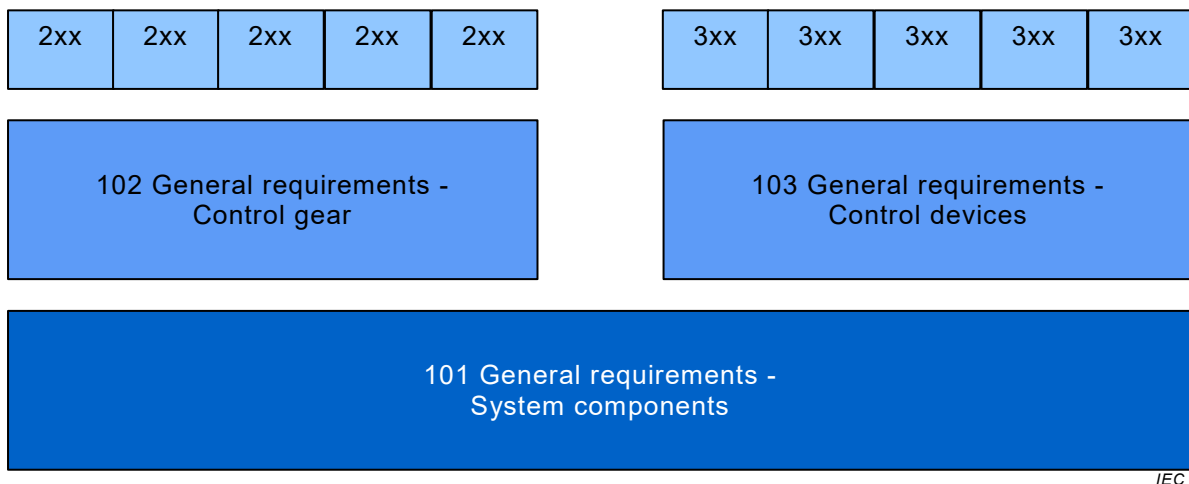 2xx 2xx 2xx 2xx 2xx 3xx 3xx 3xx 3xx 3xx
102 General requirements -
Control gear
103 General requirements -
Control devices
101 General requirements -
System components
IEC